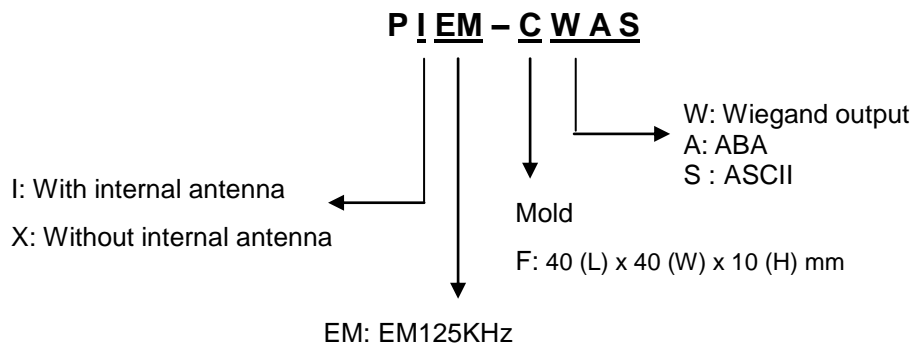 P I EM – C W A S
W: Wiegand output
A: ABA
S : ASCII
I: With internal antenna
X: Without internal antenna
Mold
F: 40 (L) x 40 (W) x 10 (H) mm
EM: EM125KHz